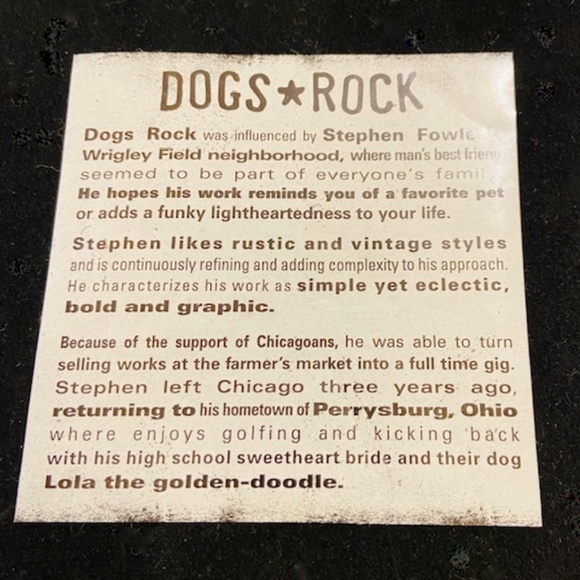 DOGS★ROCK
Dogs Rock was influenced by Stephen Fowle
Wrigley Field neighborhood, where man's best friend
seemed to be part of everyone's family.
He hopes his work reminds you of a favorite pet
or adds a funky lightheartedness to your life.
Stephen likes rustic and vintage styles
and is continuously refining and adding complexity to his approach.
He characterizes his work as simple yet eclectic,
bold and graphic.
Because of the support of Chicagoans, he was able to turn
selling works at the farmer's market into a full time gig.
Stephen left Chicago three years ago,
returning to his hometown of Perrysburg, Ohio
where enjoys golfing and kicking back
with his high school sweetheart bride and their dog
Lola the golden-doodle.